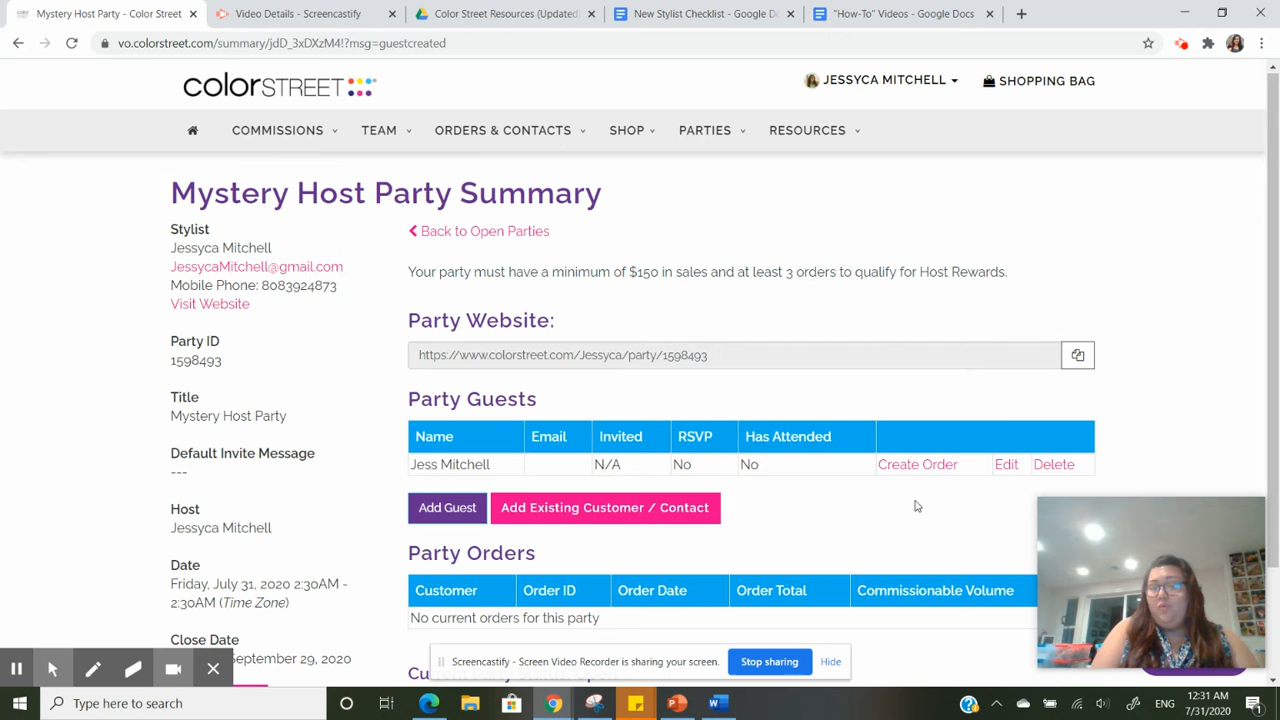 Mystery Host Party - Color Street
Video Details - Screencastify
Color Street Resources (Updated)
New Stylist Checklist - Google Do
"How-To" Videos - Google Docs
vo.colorstreet.com/summary/jdD_3xDXzM4!?msg=guestcreated
colorSTREET
JESSYCA MITCHELL
SHOPPING BAG
COMMISSIONS
TEAM
ORDERS & CONTACTS
SHOP
PARTIES
RESOURCES
Mystery Host Party Summary
Stylist
Jessyca Mitchell
JessycaMitchell@gmail.com
Mobile Phone: 8083924873
Visit Website
Party ID
1598493
Title
Mystery Host Party
Default Invite Message
---
Host
Jessyca Mitchell
Date
Friday, July 31, 2020 2:30AM -
2:30AM (Time Zone)
Close Date
September 29, 2020
Back to Open Parties
Your party must have a minimum of $150 in sales and at least 3 orders to qualify for Host Rewards.
Party Website:
https://www.colorstreet.com/Jessyca/party/1598493
Party Guests
Name Email Invited RSVP Has Attended
Jess Mitchell N/A No No Create Order Edit Delete
Add Guest
Add Existing Customer / Contact
Party Orders
Customer Order ID Order Date Order Total Commissionable Volume
No current orders for this party
Screencastify - Screen Video Recorder is sharing your screen.
Stop sharing
Hide
Type here to search
ENG
12:31 AM
7/31/2020
1